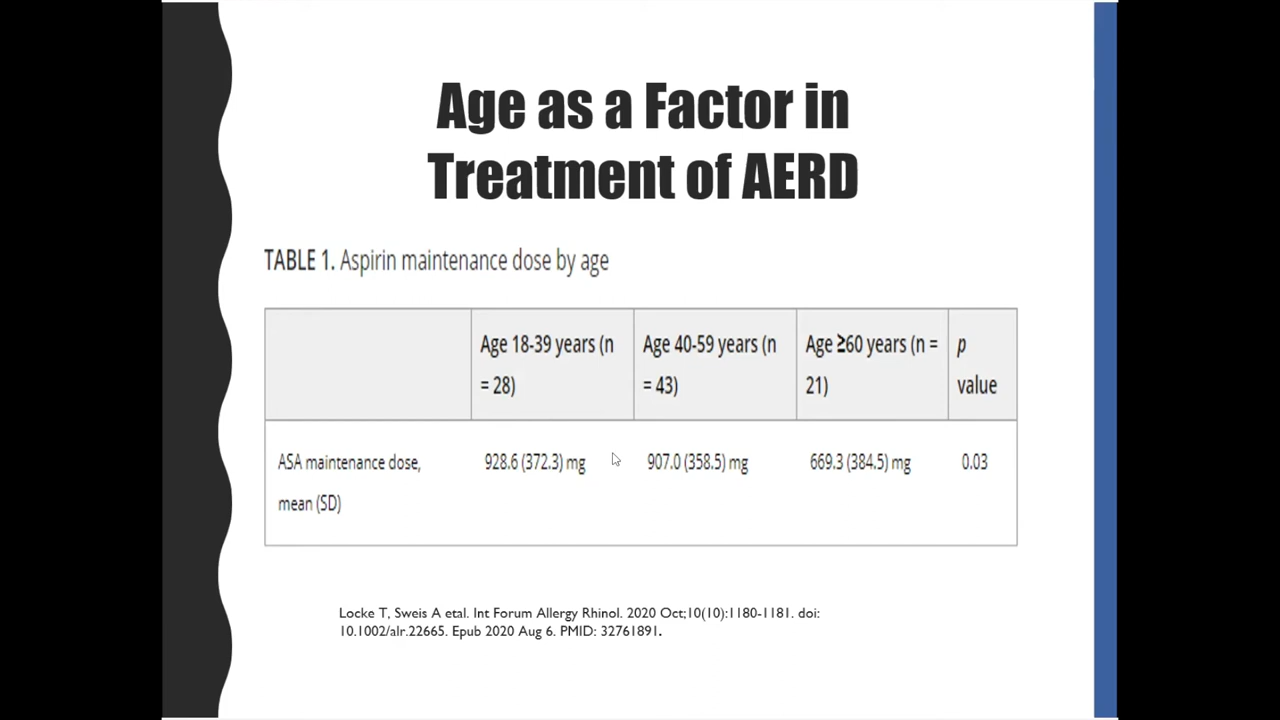 Age as a Factor in
Treatment of AERD
TABLE 1. Aspirin maintenance dose by age
Age 18-39 years (n = 28)
Age 40-59 years (n = 43)
Age ≥60 years (n = 21)
p value
ASA maintenance dose, mean (SD)
928.6 (372.3) mg
907.0 (358.5) mg
669.3 (384.5) mg
0.03
Locke T, Sweis A etal. Int Forum Allergy Rhinol. 2020 Oct;10(10):1180-1181. doi:
10.1002/alr.22665. Epub 2020 Aug 6. PMID: 32761891.